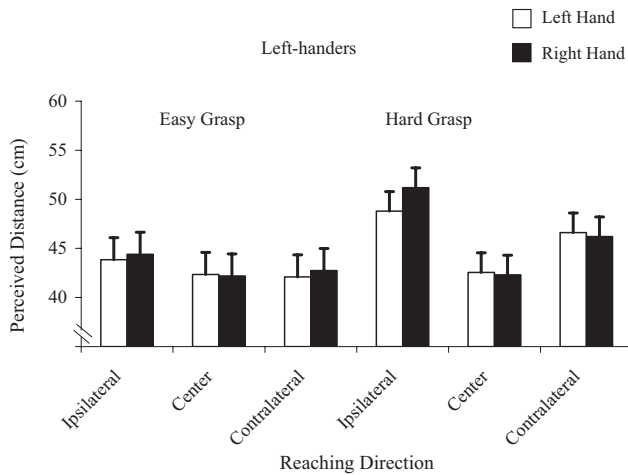 Left Hand
Right Hand
Left-handers
Easy Grasp
Hard Grasp
Perceived Distance (cm)
60
55
50
45
40
Ipsilateral
Center
Contralateral
Ipsilateral
Center
Contralateral
Reaching Direction